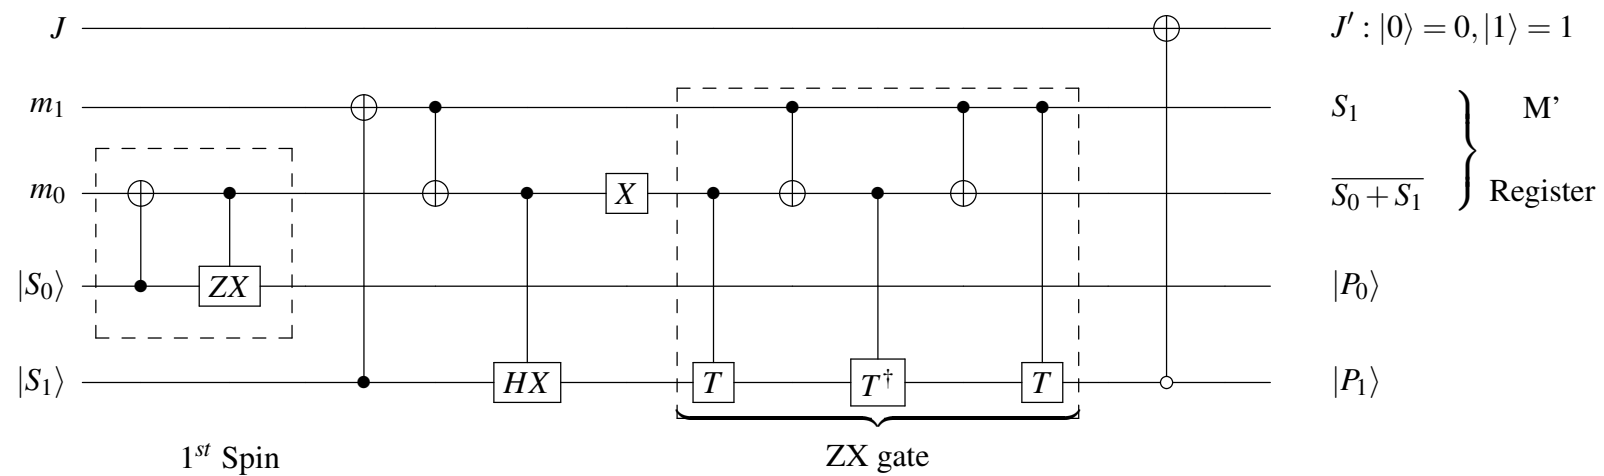 J J′ : |0⟩ = 0, |1⟩ = 1
m₁ S₁ M’
m₀ X S₀ + S₁ Register
|S₀⟩ ZX |P₀⟩
|S₁⟩ HX T T† T |P₁⟩
1ˢᵗ Spin ZX gate